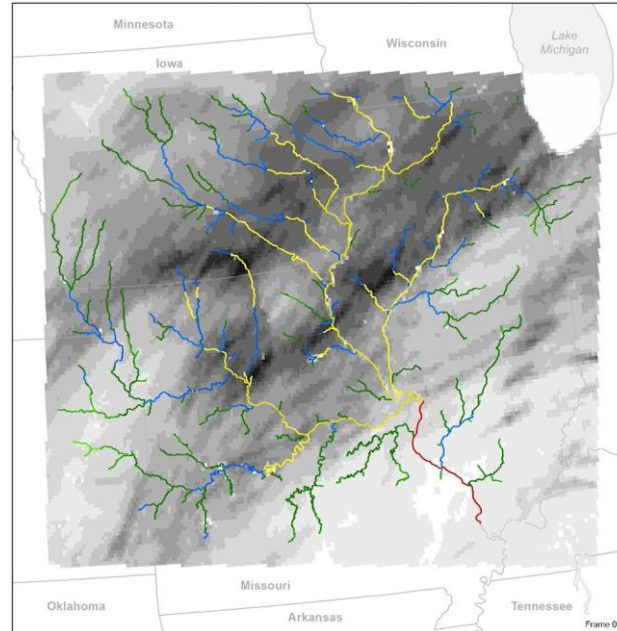 Minnesota
Wisconsin
Lake
Michigan
Iowa
Missouri
Oklahoma
Arkansas
Tennessee
Frame 0